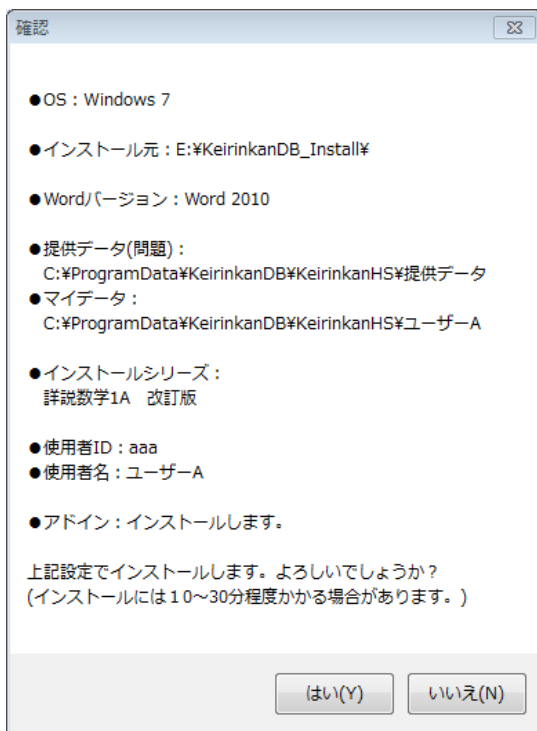 確認
●OS：Windows 7
●インストール元：E:¥KeirinkanDB_Install¥
●Wordバージョン：Word 2010
●提供データ(問題)：
C:¥ProgramData¥KeirinkanDB¥KeirinkanHS¥提供データ
●マイデータ：
C:¥ProgramData¥KeirinkanDB¥KeirinkanHS¥ユーザーA
●インストールシリーズ：
詳説数学1A　改訂版
●使用者ID：aaa
●使用者名：ユーザーA
●アドイン：インストールします。
上記設定でインストールします。よろしいでしょうか？
(インストールには１0～30分程度かかる場合があります。)
はい(Y)
いいえ(N)